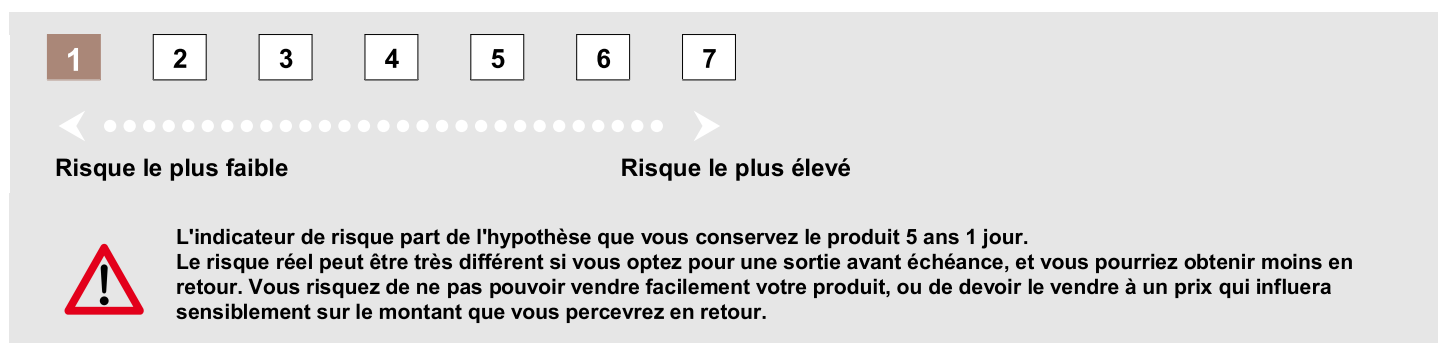 1 2 3 4 5 6 7
Risque le plus faible Risque le plus élevé
L'indicateur de risque part de l'hypothèse que vous conservez le produit 5 ans 1 jour.
Le risque réel peut être très différent si vous optez pour une sortie avant échéance, et vous pourriez obtenir moins en
retour. Vous risquez de ne pas pouvoir vendre facilement votre produit, ou de devoir le vendre à un prix qui influera
sensiblement sur le montant que vous percevrez en retour.